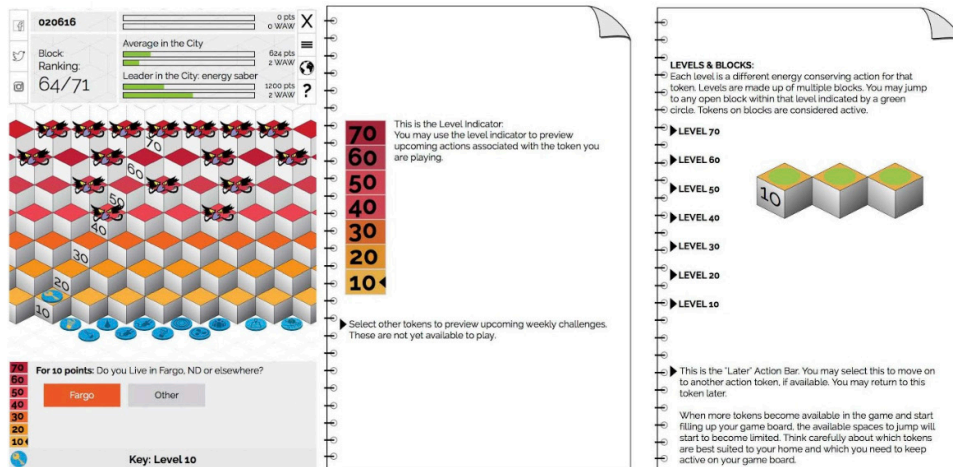 020616
0 pts
0 WAW
X
Block:
Ranking:
64/71
Average in the City
624 pts
2 WAW
Leader in the City: energy saber
1200 pts
2 WAW
?
70
60
50
40
30
20
10
70
60
50
40
30
20
10
For 10 points: Do you Live in Fargo, ND or elsewhere?
Fargo
Other
Key: Level 10
This is the Level Indicator:
You may use the level indicator to preview
upcoming actions associated with the token you
are playing.
70
60
50
40
30
20
10
Select other tokens to preview upcoming weekly challenges.
These are not yet available to play.
LEVELS & BLOCKS:
Each level is a different energy conserving action for that
token. Levels are made up of multiple blocks. You may jump
to any open block within that level indicated by a green
circle. Tokens on blocks are considered active.
LEVEL 70
LEVEL 60
LEVEL 50
LEVEL 40
LEVEL 30
LEVEL 20
LEVEL 10
10
This is the "Later" Action Bar. You may select this to move on
to another action token, if available. You may return to this
token later.
When more tokens become available in the game and start
filling up your game board, the available spaces to jump will
start to become limited. Think carefully about which tokens
are best suited to your home and which you need to keep
active on your game board.